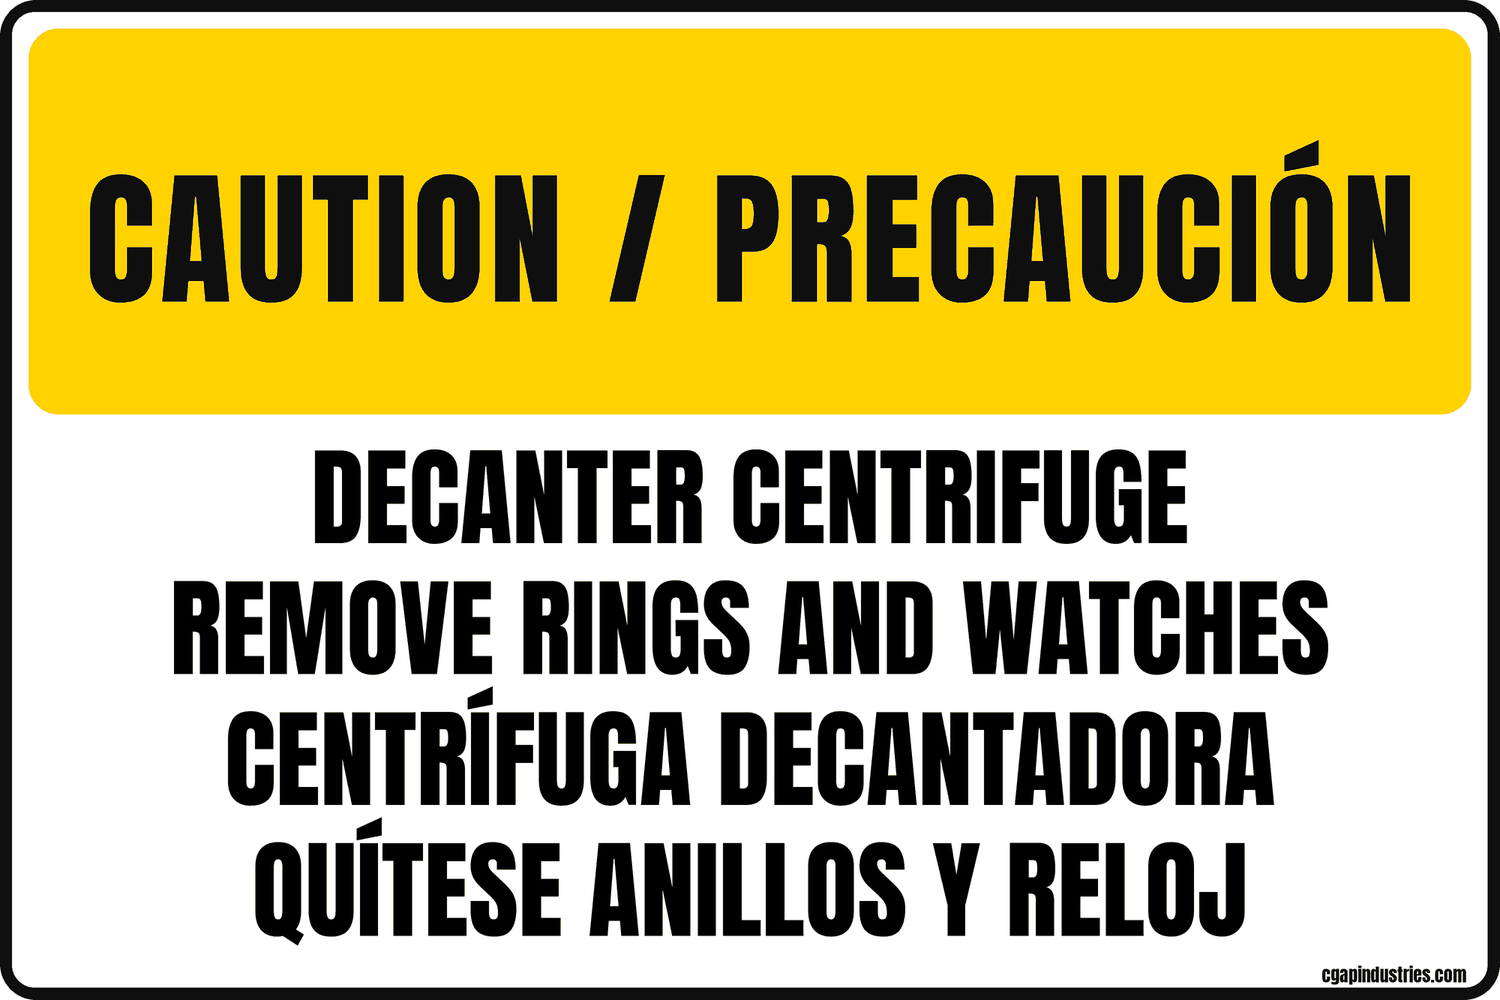 CAUTION / PRECAUCIÓN
DECANTER CENTRIFUGE
REMOVE RINGS AND WATCHES
CENTRÍFUGA DECANTADORA
QUÍTESE ANILLOS Y RELOJ
cgapindustries.com